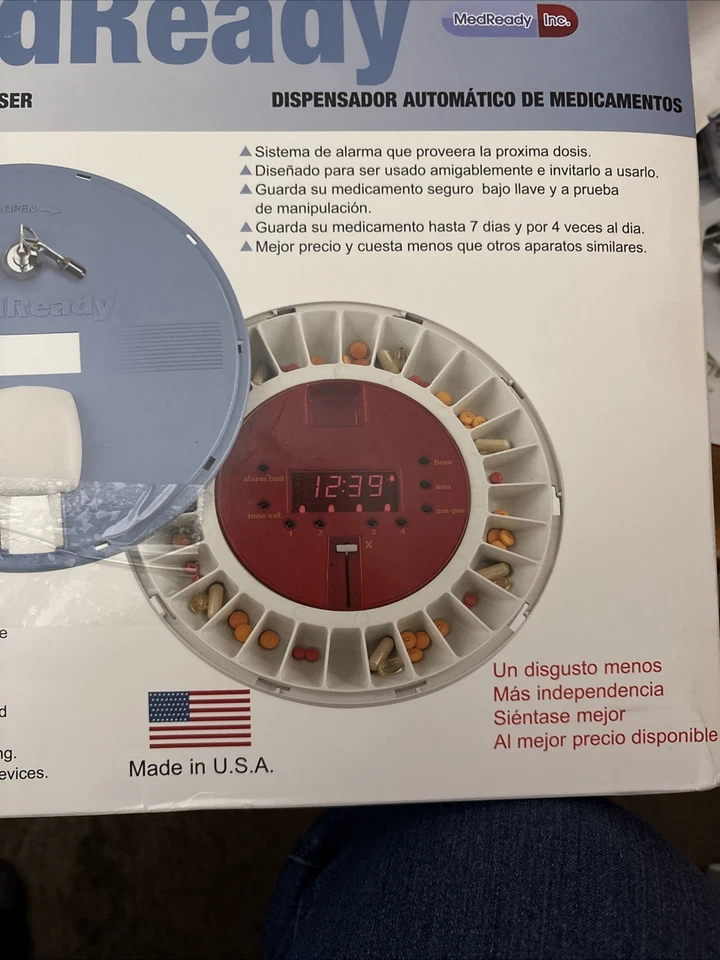 dReady
MedReady Inc.
SER
DISPENSADOR AUTOMÁTICO DE MEDICAMENTOS
Sistema de alarma que proveera la proxima dosis.
Diseñado para ser usado amigablemente e invitarlo a usarlo.
Guarda su medicamento seguro bajo llave y a prueba
de manipulación.
Guarda su medicamento hasta 7 dias y por 4 veces al dia.
Mejor precio y cuesta menos que otros aparatos similares.
OPEN
dReady
alarm test
hour
12:39
min
time set
am-pm
1 2 3 4
X
e
d
ng.
evices.
Made in U.S.A.
Un disgusto menos
Más independencia
Siéntase mejor
Al mejor precio disponible